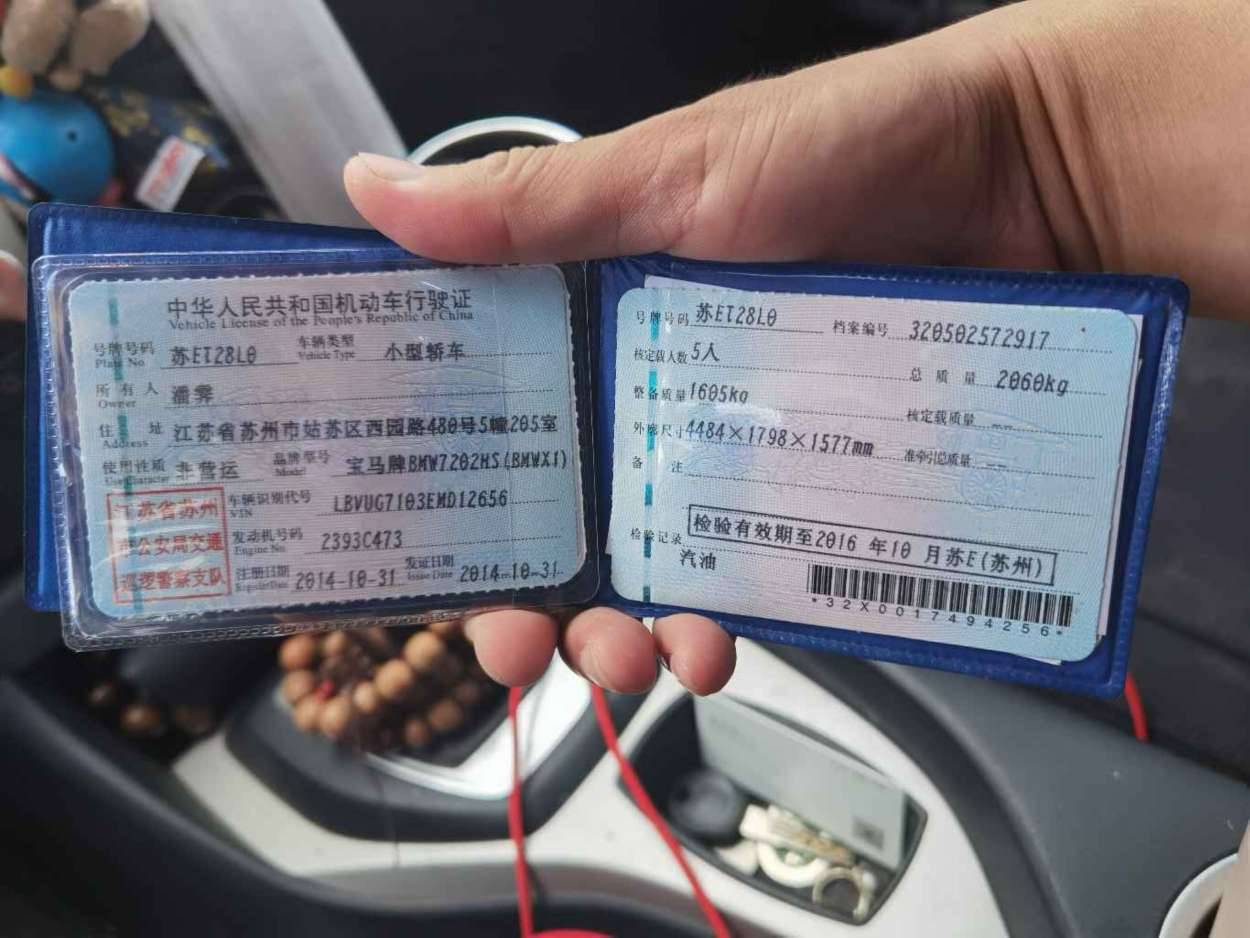 中华人民共和国机动车行驶证
Vehicle License of the People's Republic of China
号牌号码 苏ET28L0 车辆类型 小型轿车
Plate No. Vehicle Type
所有人 潘霁
Owner
住址 江苏省苏州市姑苏区西园路480号5幢205室
Address
使用性质 非营运 品牌型号 宝马牌BMW7202HS(BMWX1)
Use Character Model
江苏省苏州
市公安局交通
巡逻警察支队
车辆识别代号 LBVUG7103EMD12656
VIN
发动机号码 2393C473
Engine No.
注册日期 2014-10-31 发证日期 2014-10-31
Register Date Issue Date
号牌号码 苏ET28L0 档案编号 320502572917
核定载人数 5人 总质量 2060kg
整备质量 1605kg 核定载质量 --
外廓尺寸 4484×1798×1577mm 准牵引总质量 --
备注
检验记录 检验有效期至2016年10月苏E(苏州)
汽油
*32X0017494256*